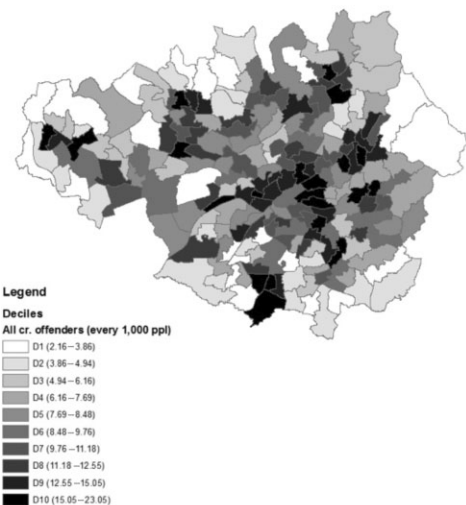 Legend
Deciles
All cr. offenders (every 1,000 ppl)
D1 (2.16—3.86)
D2 (3.86—4.94)
D3 (4.94—6.16)
D4 (6.16—7.69)
D5 (7.69—8.48)
D6 (8.48—9.76)
D7 (9.76—11.18)
D8 (11.18—12.55)
D9 (12.55—15.05)
D10 (15.05—23.05)